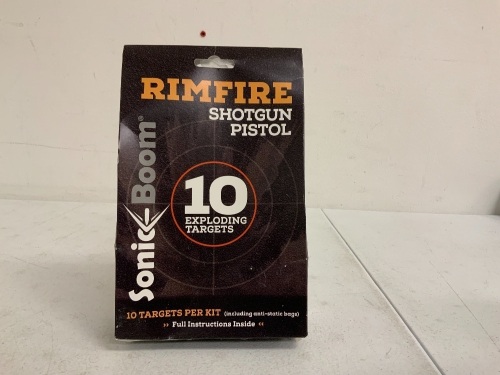 RIMFIRE
SHOTGUN
PISTOL
Sonic Boom®
10
EXPLODING
TARGETS
10 TARGETS PER KIT (including anti-static bags)
›› Full Instructions Inside ‹‹